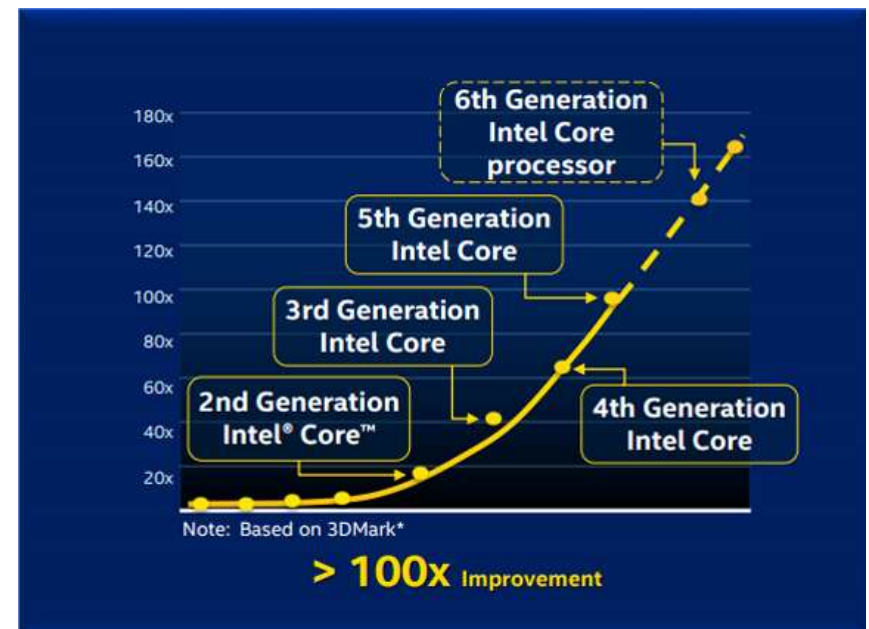 180x
160x
140x
120x
100x
80x
60x
40x
20x
6th Generation
Intel Core
processor
5th Generation
Intel Core
3rd Generation
Intel Core
2nd Generation
Intel® Core™
4th Generation
Intel Core
Note: Based on 3DMark*
> 100x Improvement